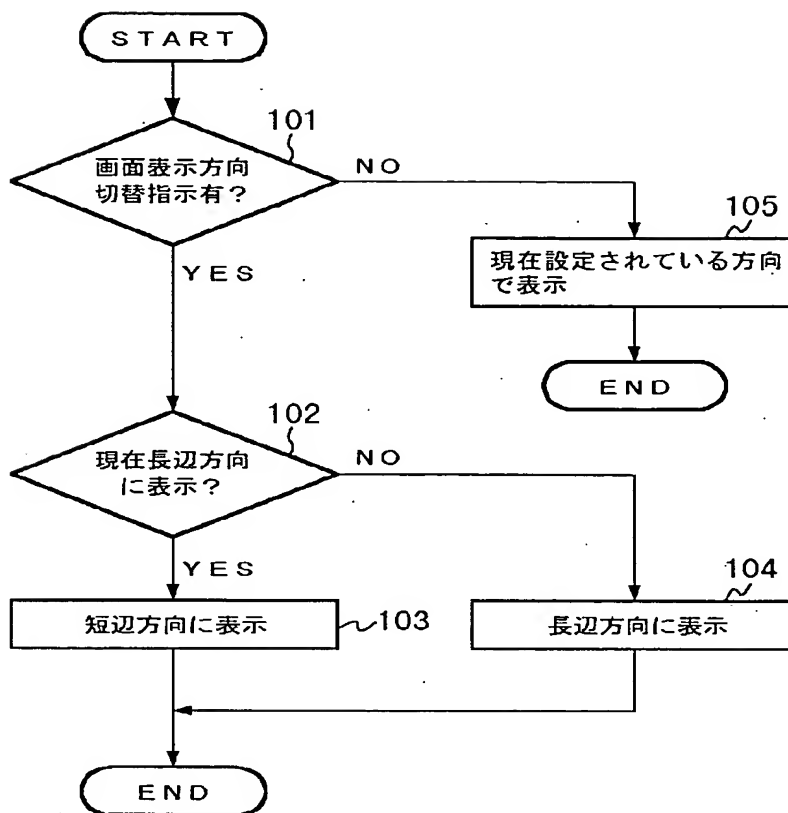 START
101
画面表示方向
切替指示有？
NO
YES
105
現在設定されている方向
で表示
END
102
現在長辺方向
に表示？
NO
YES
104
短辺方向に表示
103
長辺方向に表示
END